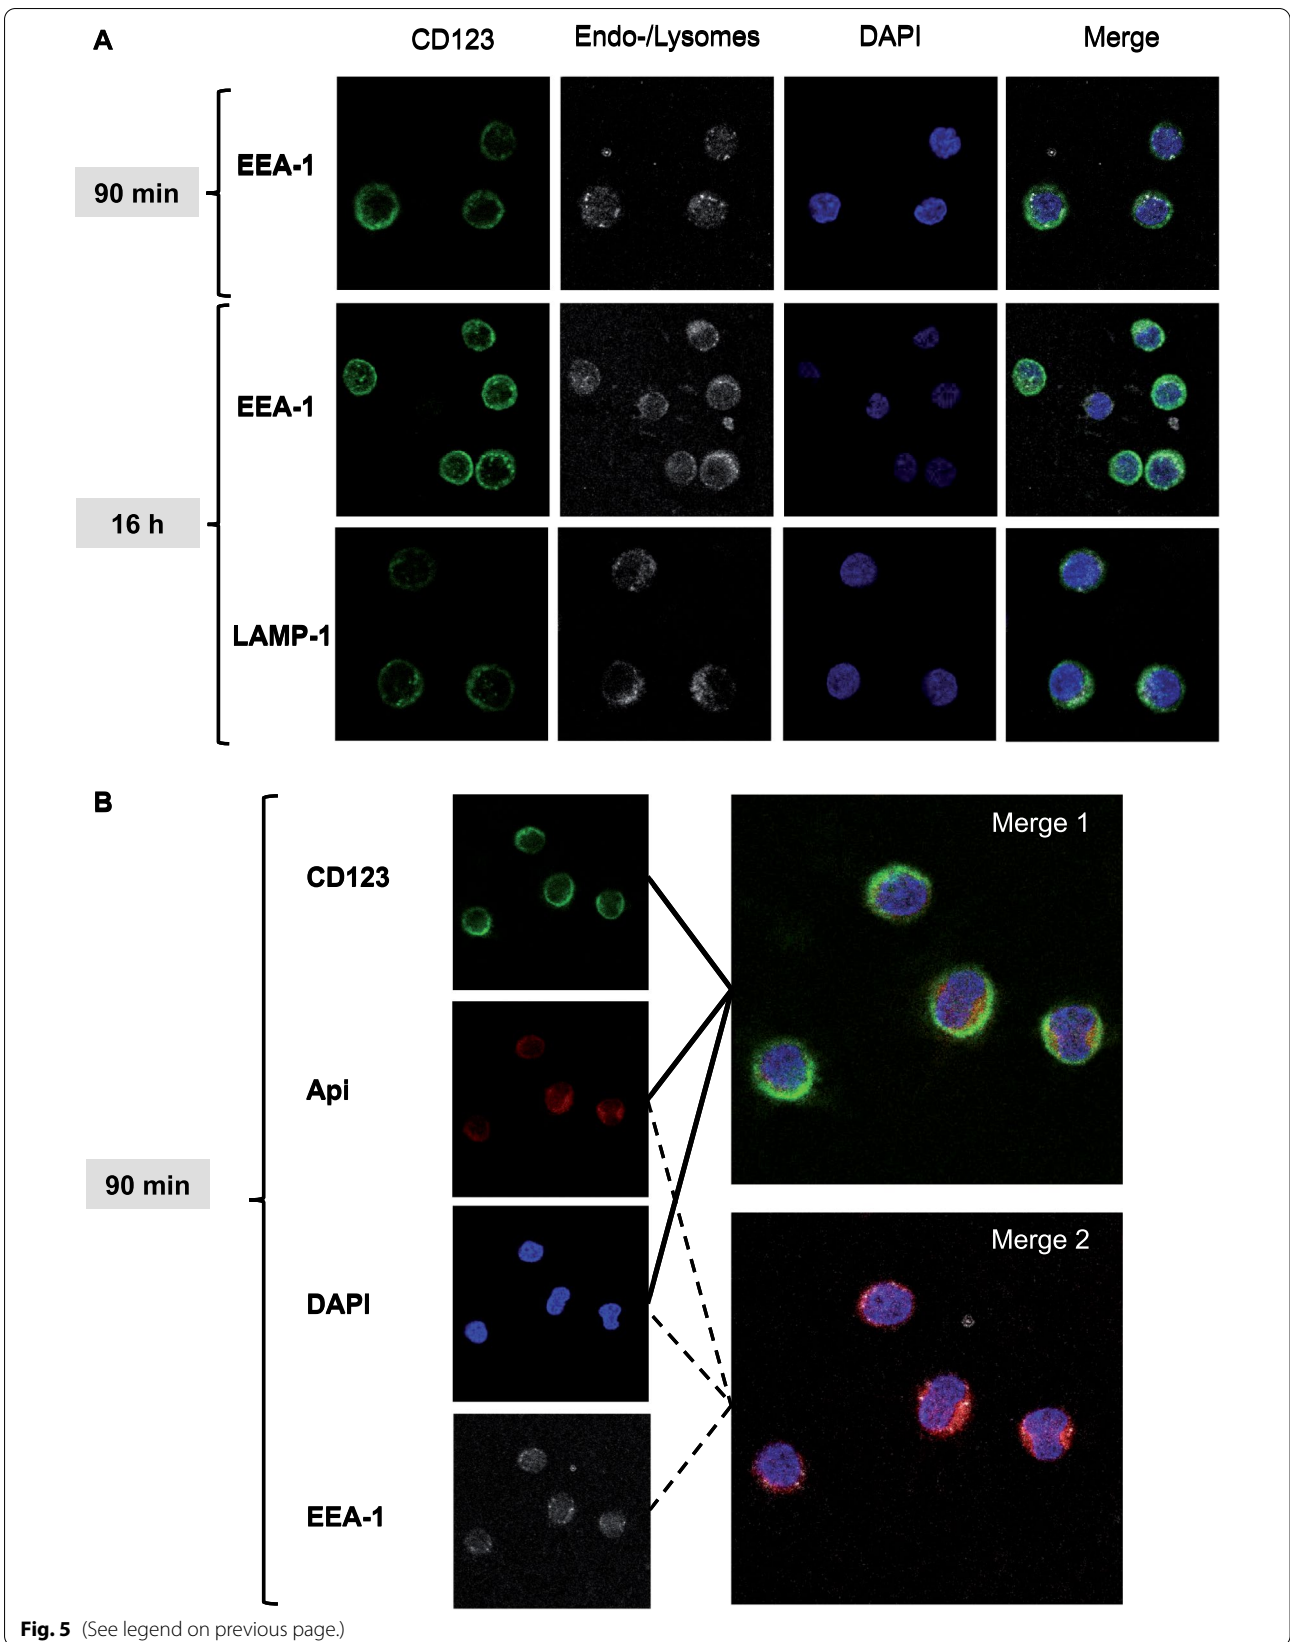 A
CD123 Endo-/Lysomes DAPI Merge
90 min
EEA-1
EEA-1
16 h
LAMP-1
B
Merge 1
CD123
Api
90 min
Merge 2
DAPI
EEA-1
Fig. 5 (See legend on previous page.)